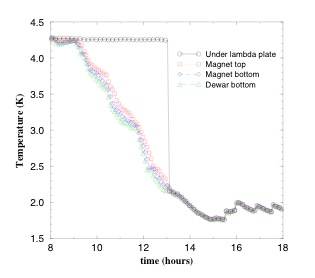 4.5
4.0
3.5
3.0
2.5
2.0
1.5
Temperature (K)
Under lambda plate
Magnet top
Magnet bottom
Dewar bottom
8 10 12 14 16 18
time (hours)